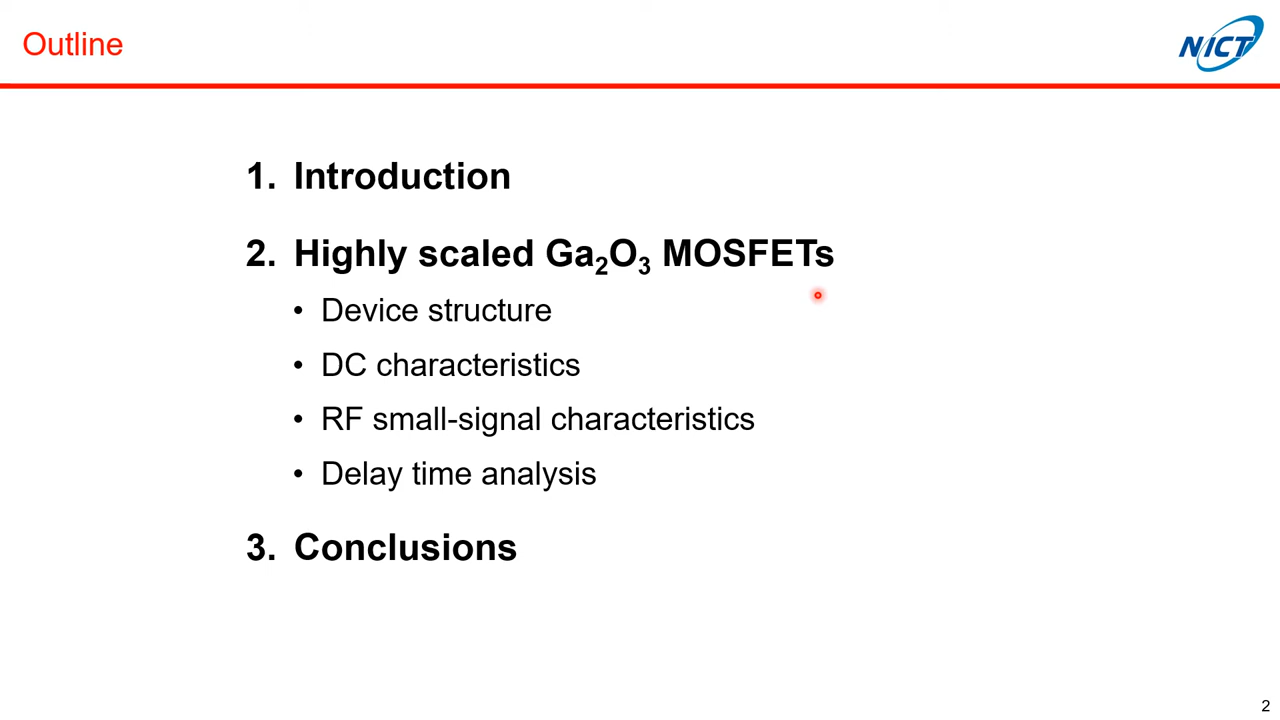 Outline
NICT
1. Introduction
2. Highly scaled Ga₂O₃ MOSFETs
• Device structure
• DC characteristics
• RF small-signal characteristics
• Delay time analysis
3. Conclusions
2